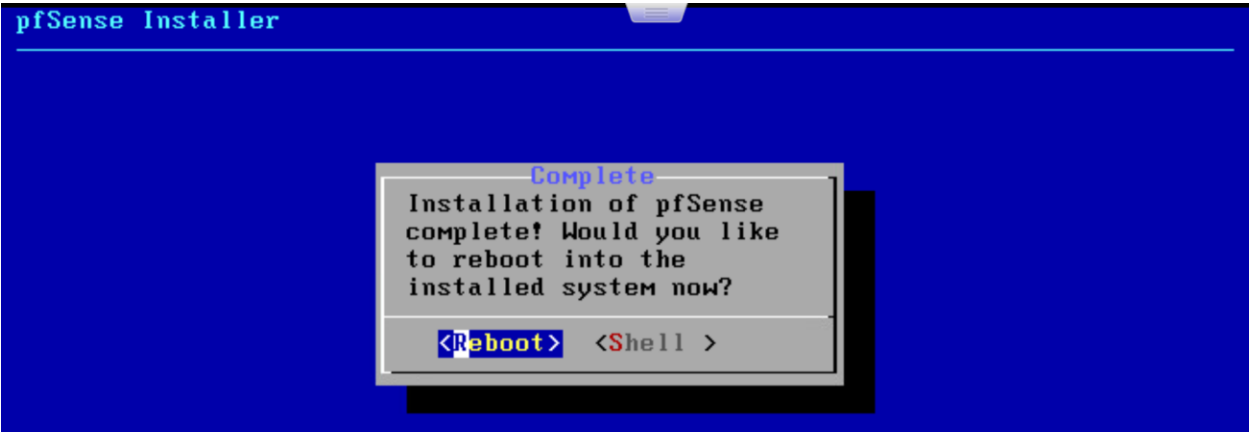 pfSense Installer
Complete
Installation of pfSense
complete! Would you like
to reboot into the
installed system now?
<Reboot> <Shell >